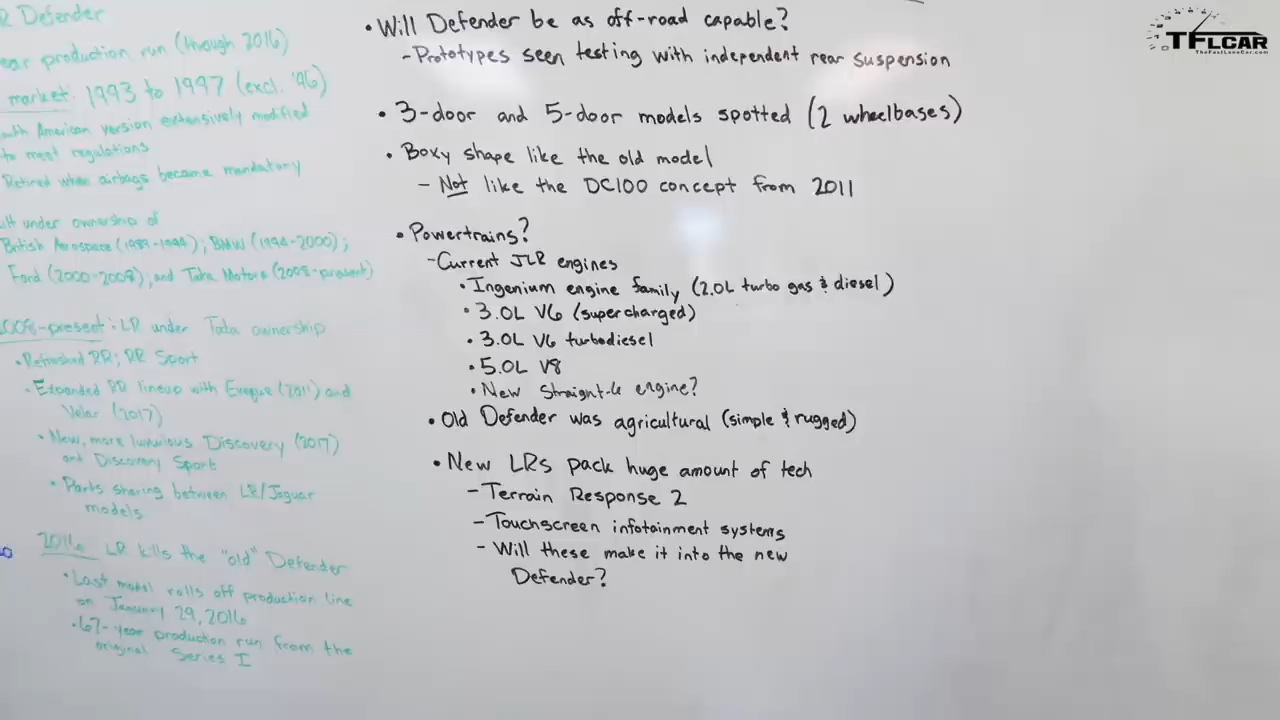 R Defender
ear production run (through 2016)
market: 1993 to 1997 (excl. '96)
American version extensively modified
to meet regulations
Retired when airbags became mandatory
under ownership of
British Aerospace (1989-1994); BMW (1994-2000);
Ford (2000-2008); and Tata Motors (2008-present)
2008-present: LR under Tata ownership
• Refreshed RR; RR Sport
• Expanded RR lineup with Evoque (2011) and
Velar (2017)
• New, more luxurious Discovery (2017)
and Discovery Sport
• Parts sharing between LR/Jaguar
models
2016 LR kills the "old" Defender
• Last model rolls off production line
on January 29, 2016
• 67-year production run from the
original Series I
• Will Defender be as off-road capable?
- Prototypes seen testing with independent rear suspension
• 3-door and 5-door models spotted (2 wheelbases)
• Boxy shape like the old model
- Not like the DC100 concept from 2011
• Powertrains?
- Current JLR engines
• Ingenium engine family (2.0L turbo gas & diesel)
• 3.0L V6 (supercharged)
• 3.0L V6 turbodiesel
• 5.0L V8
• New Straight-6 engine?
• Old Defender was agricultural (simple & rugged)
• New LRs pack huge amount of tech
- Terrain Response 2
- Touchscreen infotainment systems
- Will these make it into the new
Defender?
TFLCAR
TheFastLaneCar.com